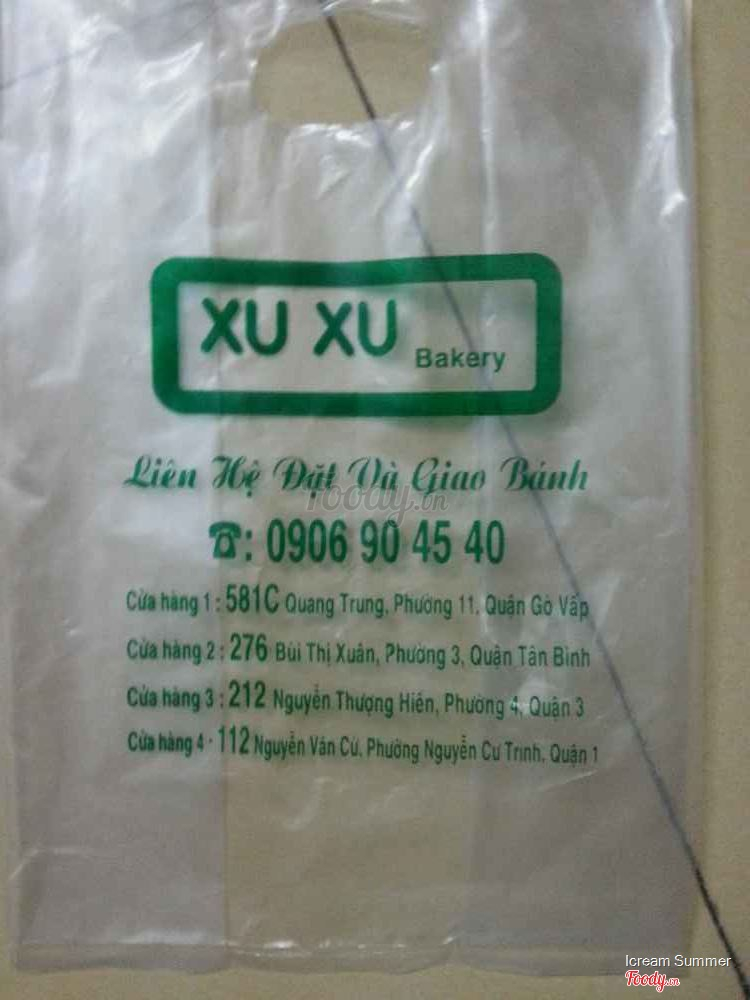 XU XU Bakery
Liên Hệ Đặt Và Giao Bánh
☎: 0906 90 45 40
Cửa hàng 1 : 581C Quang Trung, Phường 11, Quận Gò Vấp
Cửa hàng 2 : 276 Bùi Thị Xuân, Phường 3, Quận Tân Bình
Cửa hàng 3 : 212 Nguyễn Thượng Hiền, Phường 4, Quận 3
Cửa hàng 4 : 112 Nguyễn Văn Cừ, Phường Nguyễn Cư Trinh, Quận 1
foody.vn
Icream Summer
Foody.vn